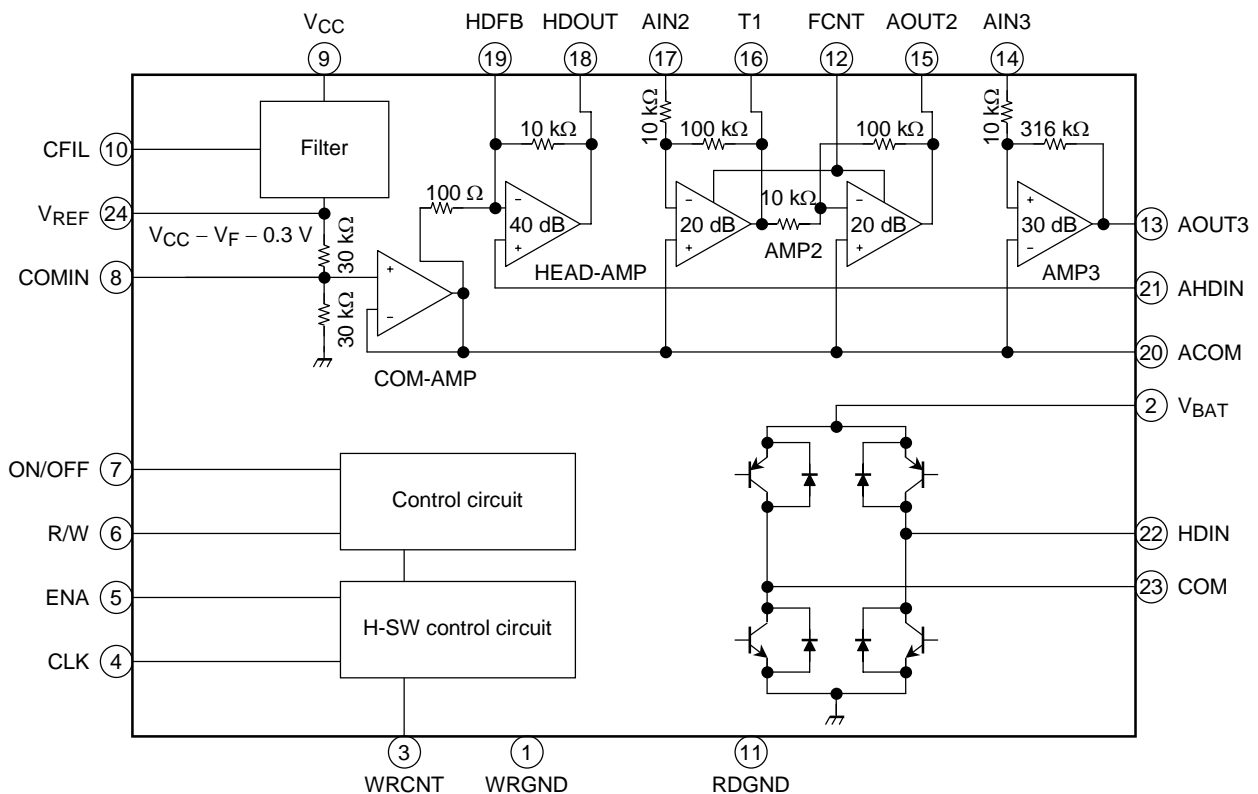 VCC HDFB HDOUT AIN2 T1 FCNT AOUT2 AIN3
9 19 18 17 16 12 15 14
CFIL 10
Filter
VREF 24
VCC − VF − 0.3 V
COMIN 8
30 kΩ
30 kΩ
+
−
COM-AMP
100 Ω
10 kΩ
−
40 dB
+
HEAD-AMP
10 kΩ
100 kΩ
−
20 dB
+
10 kΩ
AMP2
100 kΩ
−
20 dB
+
10 kΩ
316 kΩ
+
30 dB
−
AMP3
13 AOUT3
21 AHDIN
20 ACOM
2 VBAT
22 HDIN
23 COM
ON/OFF 7
R/W 6
Control circuit
ENA 5
CLK 4
H-SW control circuit
3 1 11
WRCNT WRGND RDGND